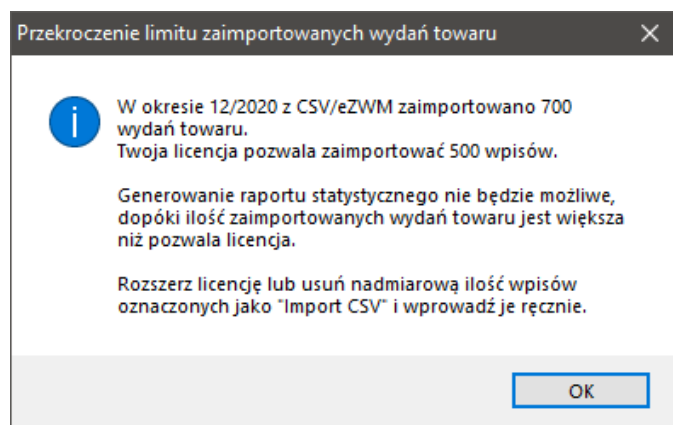 Przekroczenie limitu zaimportowanych wydań towaru
W okresie 12/2020 z CSV/eZWM zaimportowano 700
wydań towaru.
Twoja licencja pozwala zaimportować 500 wpisów.
Generowanie raportu statystycznego nie będzie możliwe,
dopóki ilość zaimportowanych wydań towaru jest większa
niż pozwala licencja.
Rozszerz licencję lub usuń nadmiarową ilość wpisów
oznaczonych jako "Import CSV" i wprowadź je ręcznie.
OK